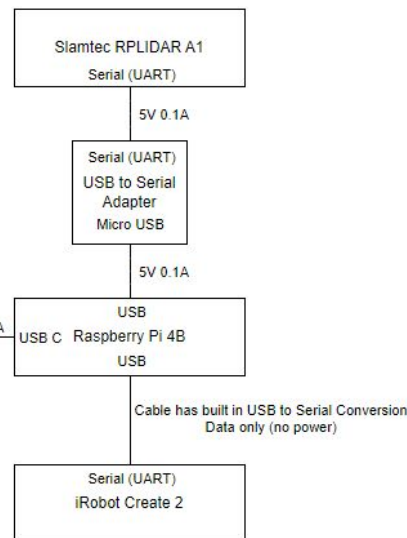 Slamtec RPLIDAR A1
Serial (UART)
5V 0.1A
Serial (UART)
USB to Serial
Adapter
Micro USB
5V 0.1A
USB
A
USB C Raspberry Pi 4B
USB
Cable has built in USB to Serial Conversion
Data only (no power)
Serial (UART)
iRobot Create 2